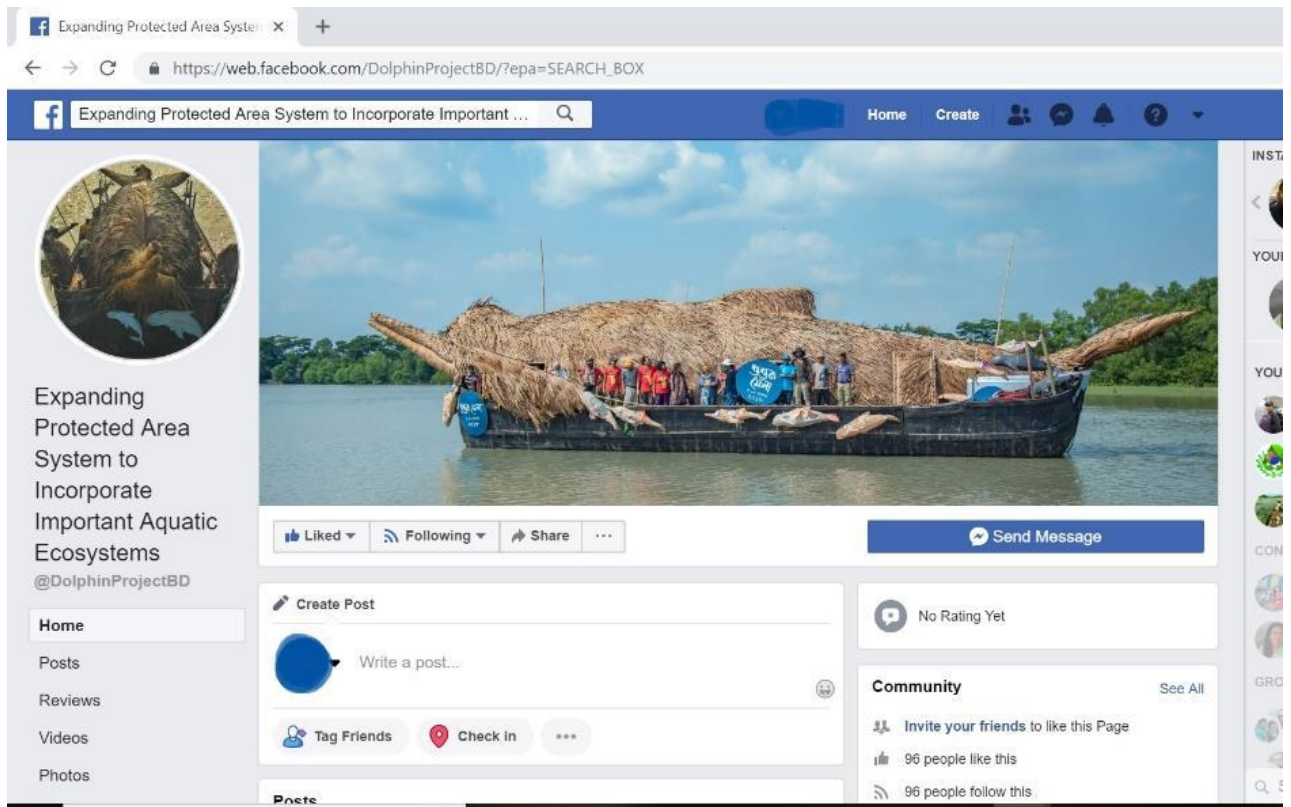 Expanding Protected Area Syste
https://web.facebook.com/DolphinProjectBD/?epa=SEARCH_BOX
Expanding Protected Area System to Incorporate Important ...
Home Create
Expanding
Protected Area
System to
Incorporate
Important Aquatic
Ecosystems
@DolphinProjectBD
Home
Posts
Reviews
Videos
Photos
শুশুক
মেলা
Liked
Following
Share
Send Message
Create Post
Write a post...
Tag Friends
Check in
Posts
No Rating Yet
Community See All
Invite your friends to like this Page
96 people like this
96 people follow this
INST
YOU
YOU
CON
GRO